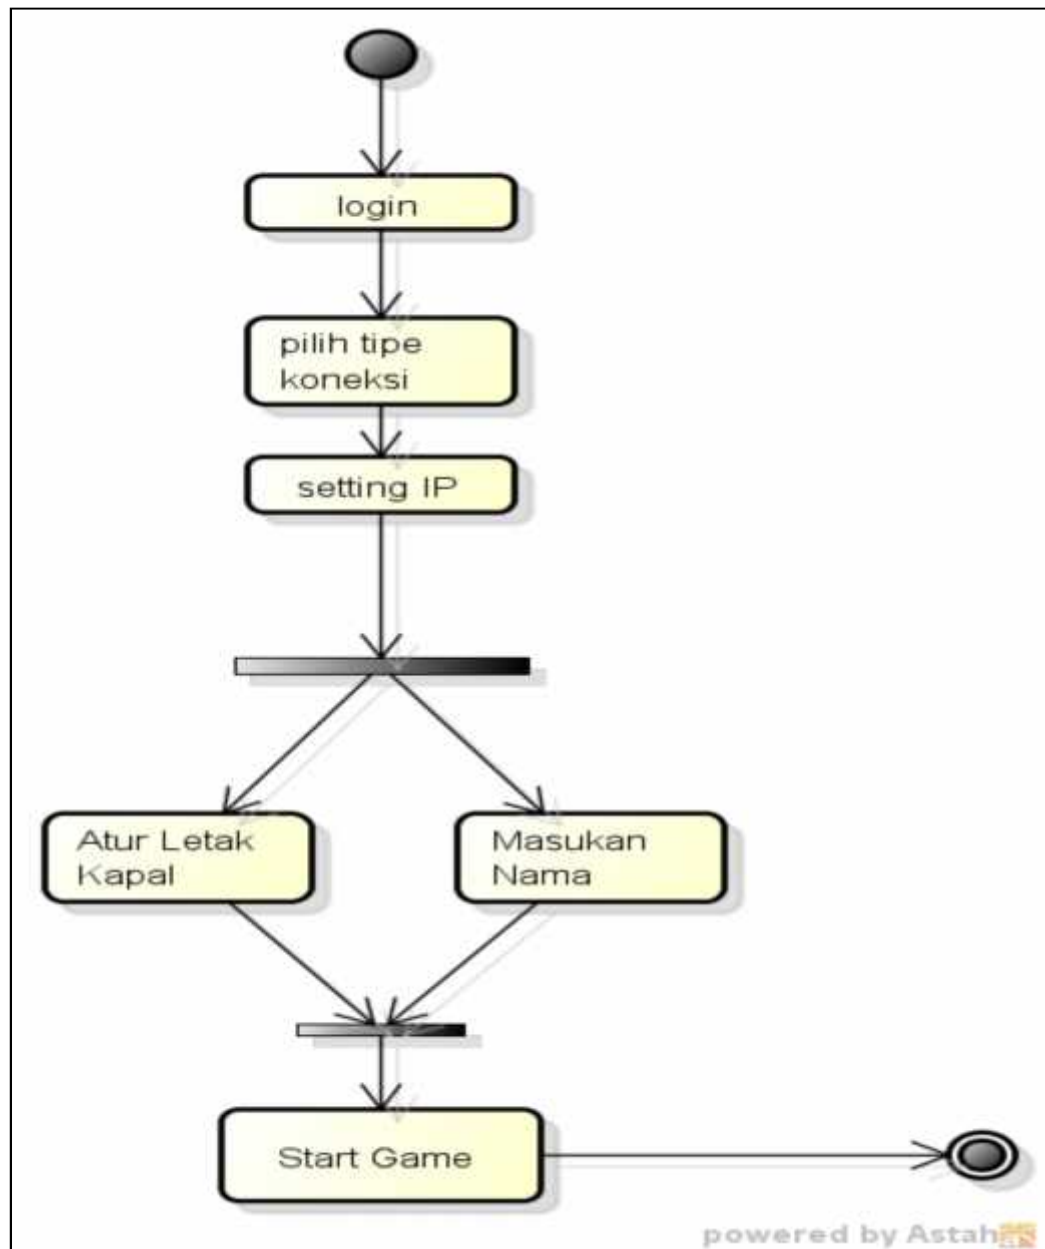 login
pilih tipe
koneksi
setting IP
Atur Letak
Kapal
Masukan
Nama
Start Game
powered by Astah